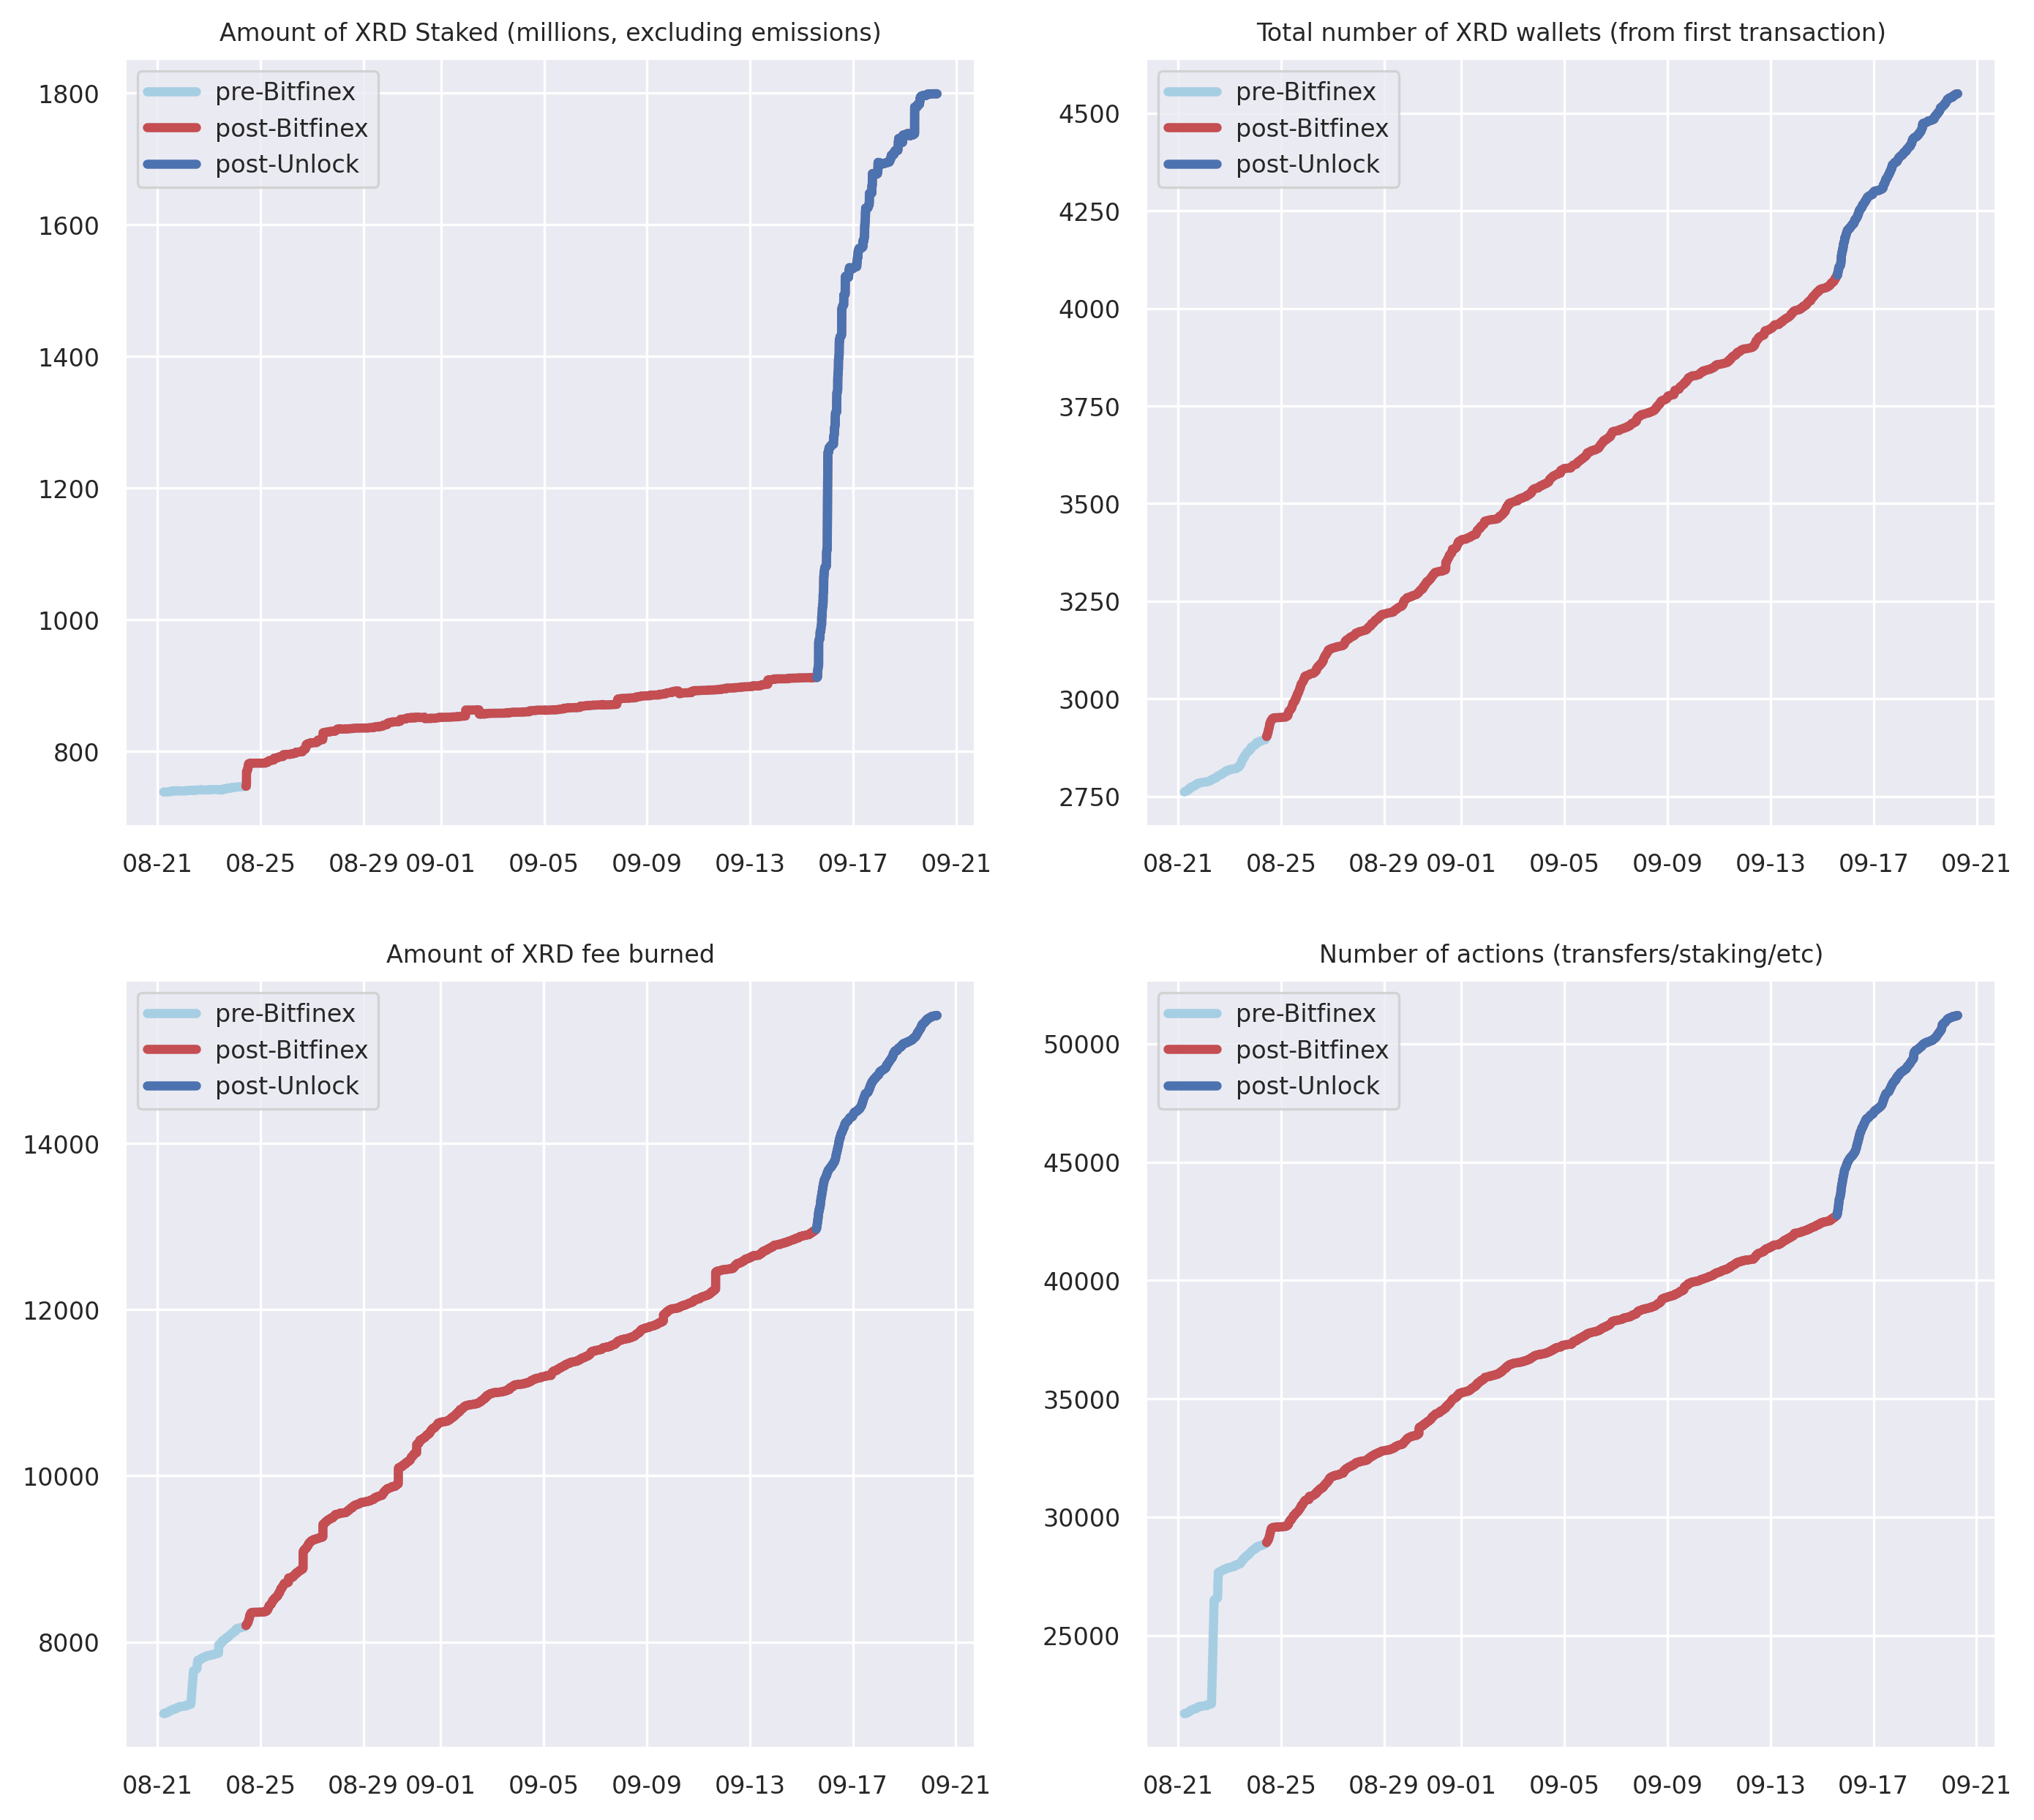 Amount of XRD Staked (millions, excluding emissions)
pre-Bitfinex
post-Bitfinex
post-Unlock
1800
1600
1400
1200
1000
800
08-21 08-25 08-29 09-01 09-05 09-09 09-13 09-17 09-21
Total number of XRD wallets (from first transaction)
pre-Bitfinex
post-Bitfinex
post-Unlock
4500
4250
4000
3750
3500
3250
3000
2750
08-21 08-25 08-29 09-01 09-05 09-09 09-13 09-17 09-21
Amount of XRD fee burned
pre-Bitfinex
post-Bitfinex
post-Unlock
14000
12000
10000
8000
08-21 08-25 08-29 09-01 09-05 09-09 09-13 09-17 09-21
Number of actions (transfers/staking/etc)
pre-Bitfinex
post-Bitfinex
post-Unlock
50000
45000
40000
35000
30000
25000
08-21 08-25 08-29 09-01 09-05 09-09 09-13 09-17 09-21